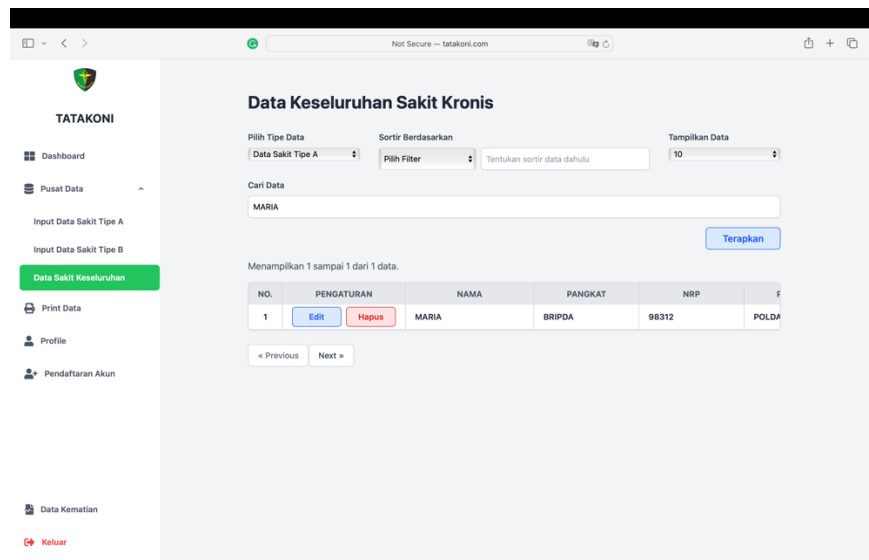 Not Secure — tatakoni.com
TATAKONI
Dashboard
Pusat Data
Input Data Sakit Tipe A
Input Data Sakit Tipe B
Data Sakit Keseluruhan
Print Data
Profile
Pendaftaran Akun
Data Kematian
Keluar
Data Keseluruhan Sakit Kronis
Pilih Tipe Data Sortir Berdasarkan Tampilkan Data
Data Sakit Tipe A Pilih Filter Tentukan sortir data dahulu 10
Cari Data
MARIA
Terapkan
Menampilkan 1 sampai 1 dari 1 data.
NO. PENGATURAN NAMA PANGKAT NRP
1 Edit Hapus MARIA BRIPDA 98312 POLDA
« Previous Next »